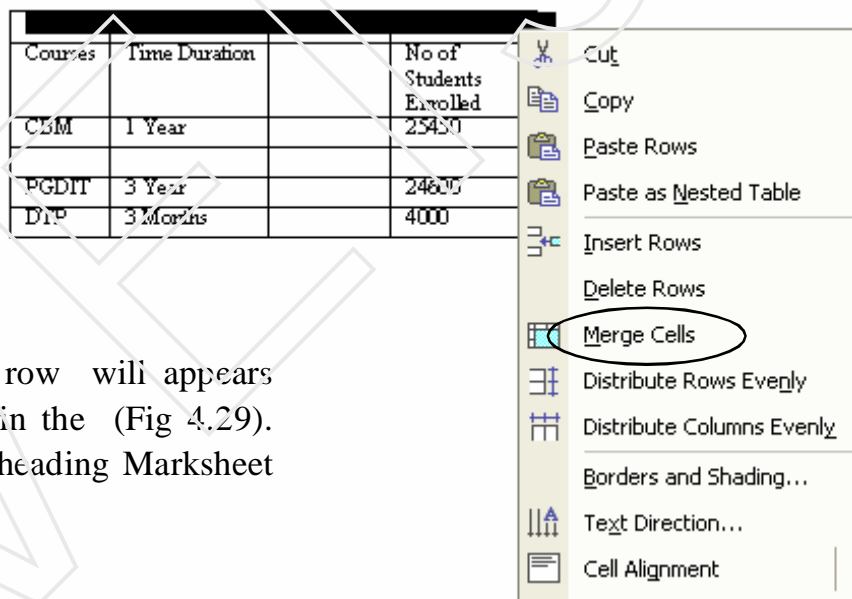 Courses Time Duration No of
Students
Enrolled
CBM 1 Year 25450
PGDIT 3 Year 24600
DTP 3 Months 4000
Cut
Copy
Paste Rows
Paste as Nested Table
Insert Rows
Delete Rows
Merge Cells
Distribute Rows Evenly
Distribute Columns Evenly
Borders and Shading...
Text Direction...
Cell Alignment
row will appears
in the (Fig 4.29).
heading Marksheet